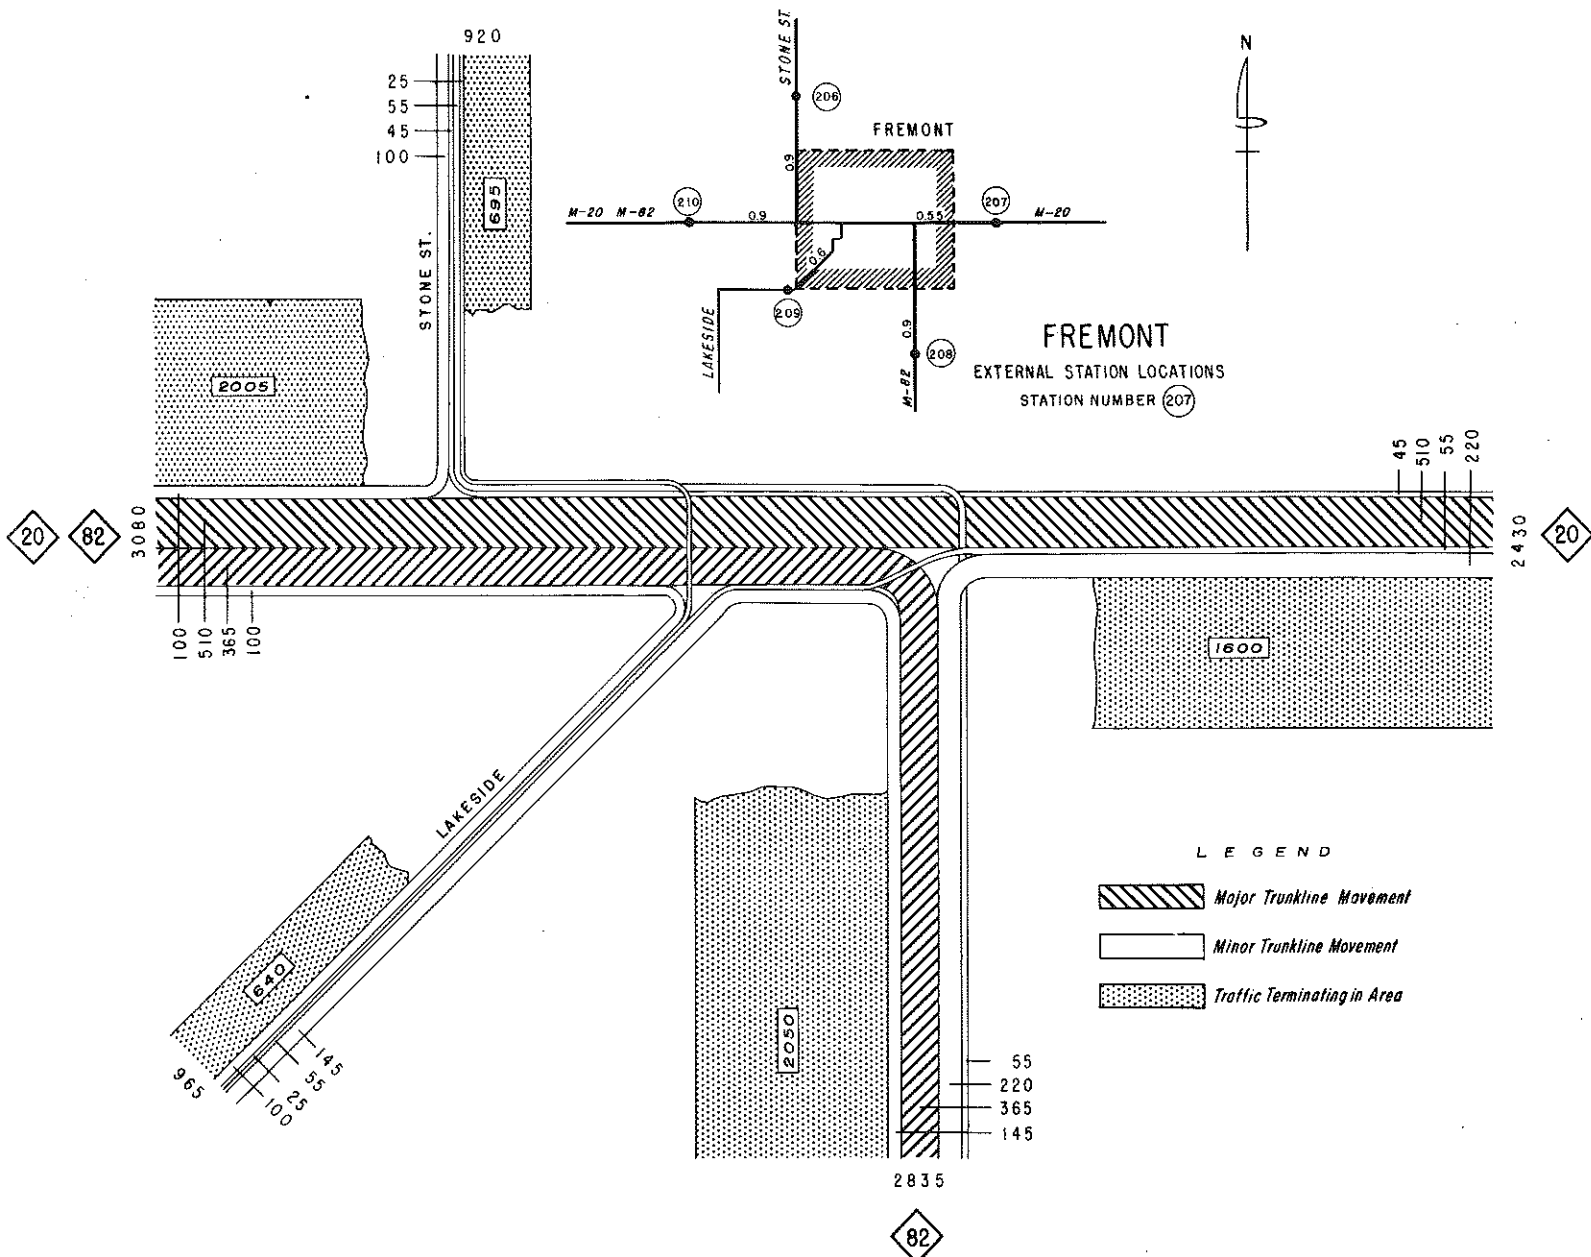 920
25
55
45
100
695
STONE ST.
2005
STONE ST.
206
FREMONT
0.9
M-20 M-82
210
0.9
0.55
207
M-20
0.6
209
LAKESIDE
0.9
208
M-82
N
FREMONT
EXTERNAL STATION LOCATIONS
STATION NUMBER 207
45
510
55
220
20
82
3080
2430
20
100
510
365
100
1600
LAKESIDE
640
965
145
55
25
100
2050
55
220
365
145
2835
82
LEGEND
Major Trunkline Movement
Minor Trunkline Movement
Traffic Terminating in Area